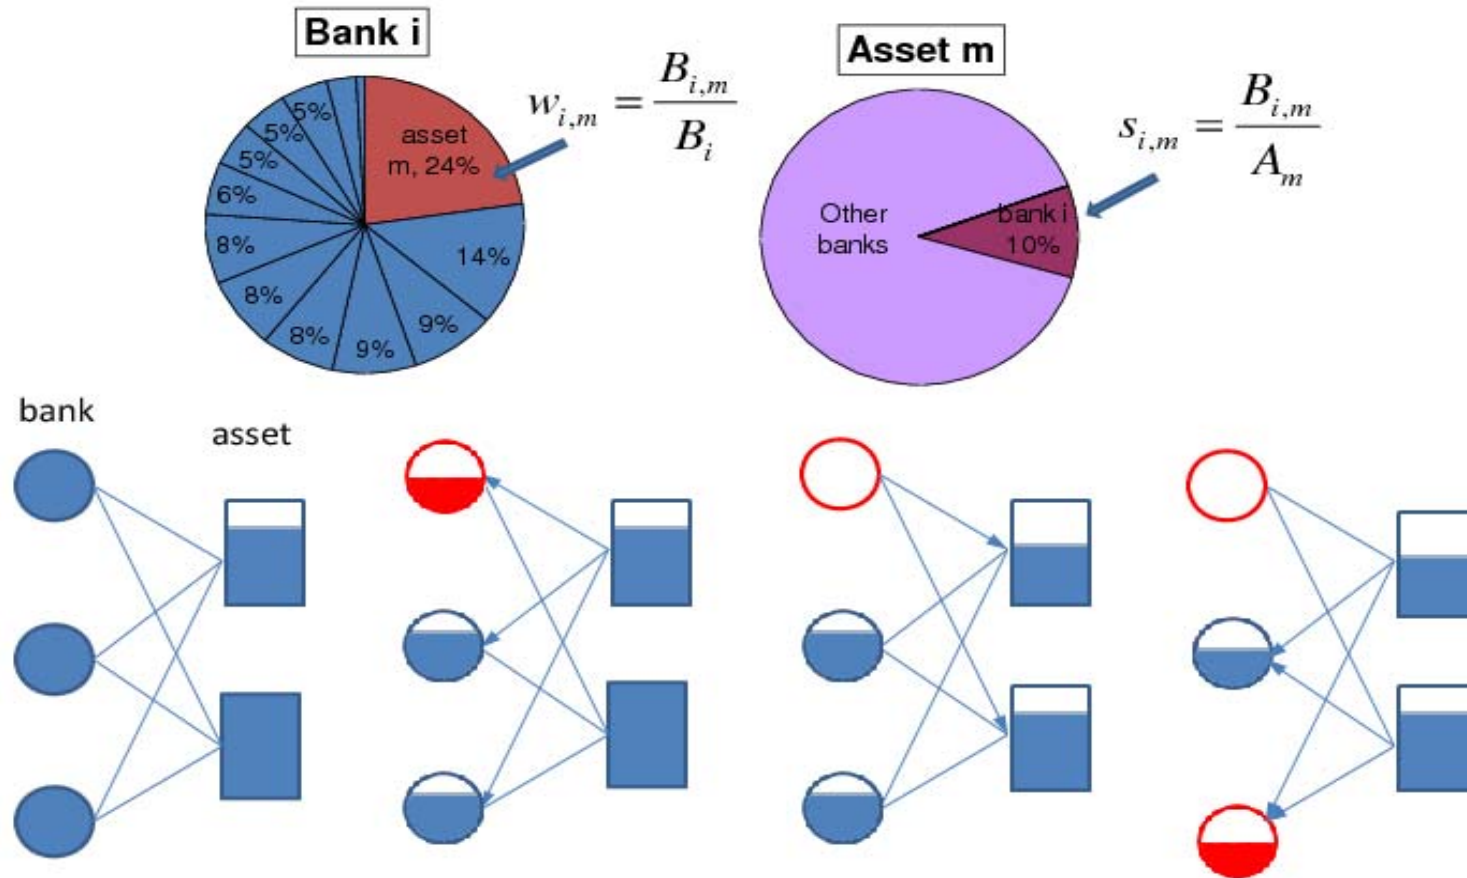 Bank i
Asset m
w_{i,m} = B_{i,m} / B_i
s_{i,m} = B_{i,m} / A_m
5%
5%
5%
6%
8%
8%
8%
9%
9%
14%
asset
m, 24%
Other
banks
bank i
10%
bank
asset